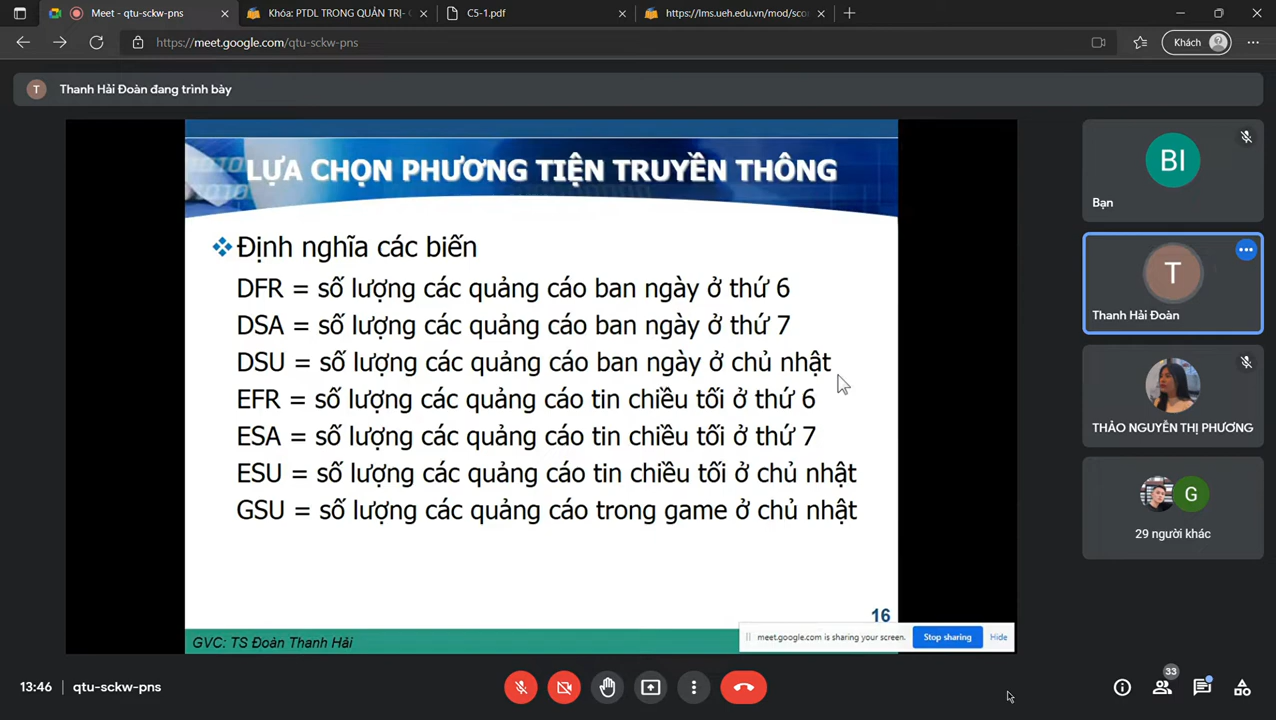 Meet - qtu-sckw-pns
Khóa: PTDL TRONG QUẢN TRỊ- 
C5-1.pdf
https://lms.ueh.edu.vn/mod/sco
https://meet.google.com/qtu-sckw-pns
Khách
T
Thanh Hải Đoàn đang trình bày
LỰA CHỌN PHƯƠNG TIỆN TRUYỀN THÔNG
Định nghĩa các biến
DFR = số lượng các quảng cáo ban ngày ở thứ 6
DSA = số lượng các quảng cáo ban ngày ở thứ 7
DSU = số lượng các quảng cáo ban ngày ở chủ nhật
EFR = số lượng các quảng cáo tin chiều tối ở thứ 6
ESA = số lượng các quảng cáo tin chiều tối ở thứ 7
ESU = số lượng các quảng cáo tin chiều tối ở chủ nhật
GSU = số lượng các quảng cáo trong game ở chủ nhật
16
GVC: TS Đoàn Thanh Hải
meet.google.com is sharing your screen.
Stop sharing
Hide
BI
Bạn
T
Thanh Hải Đoàn
THẢO NGUYỄN THỊ PHƯƠNG
G
29 người khác
13:46
qtu-sckw-pns
33